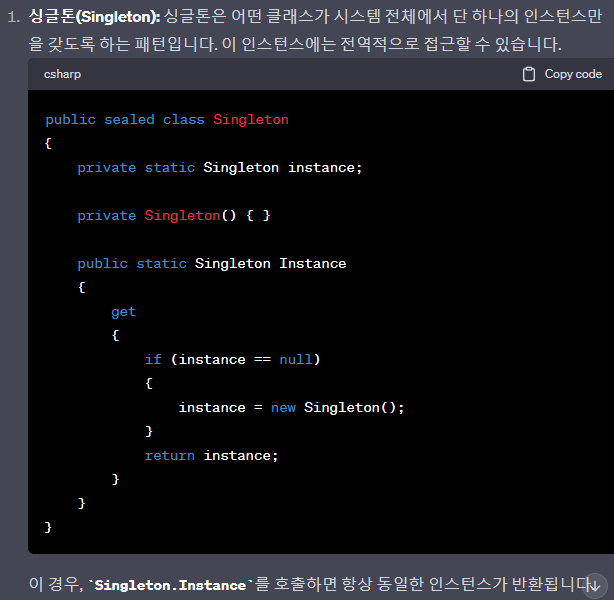 1. 싱글톤(Singleton): 싱글톤은 어떤 클래스가 시스템 전체에서 단 하나의 인스턴스만
을 갖도록 하는 패턴입니다. 이 인스턴스에는 전역적으로 접근할 수 있습니다.
csharp Copy code
public sealed class Singleton
{
    private static Singleton instance;
    private Singleton() { }
    public static Singleton Instance
    {
        get
        {
            if (instance == null)
            {
                instance = new Singleton();
            }
            return instance;
        }
    }
}
이 경우, `Singleton.Instance`를 호출하면 항상 동일한 인스턴스가 반환됩니다.